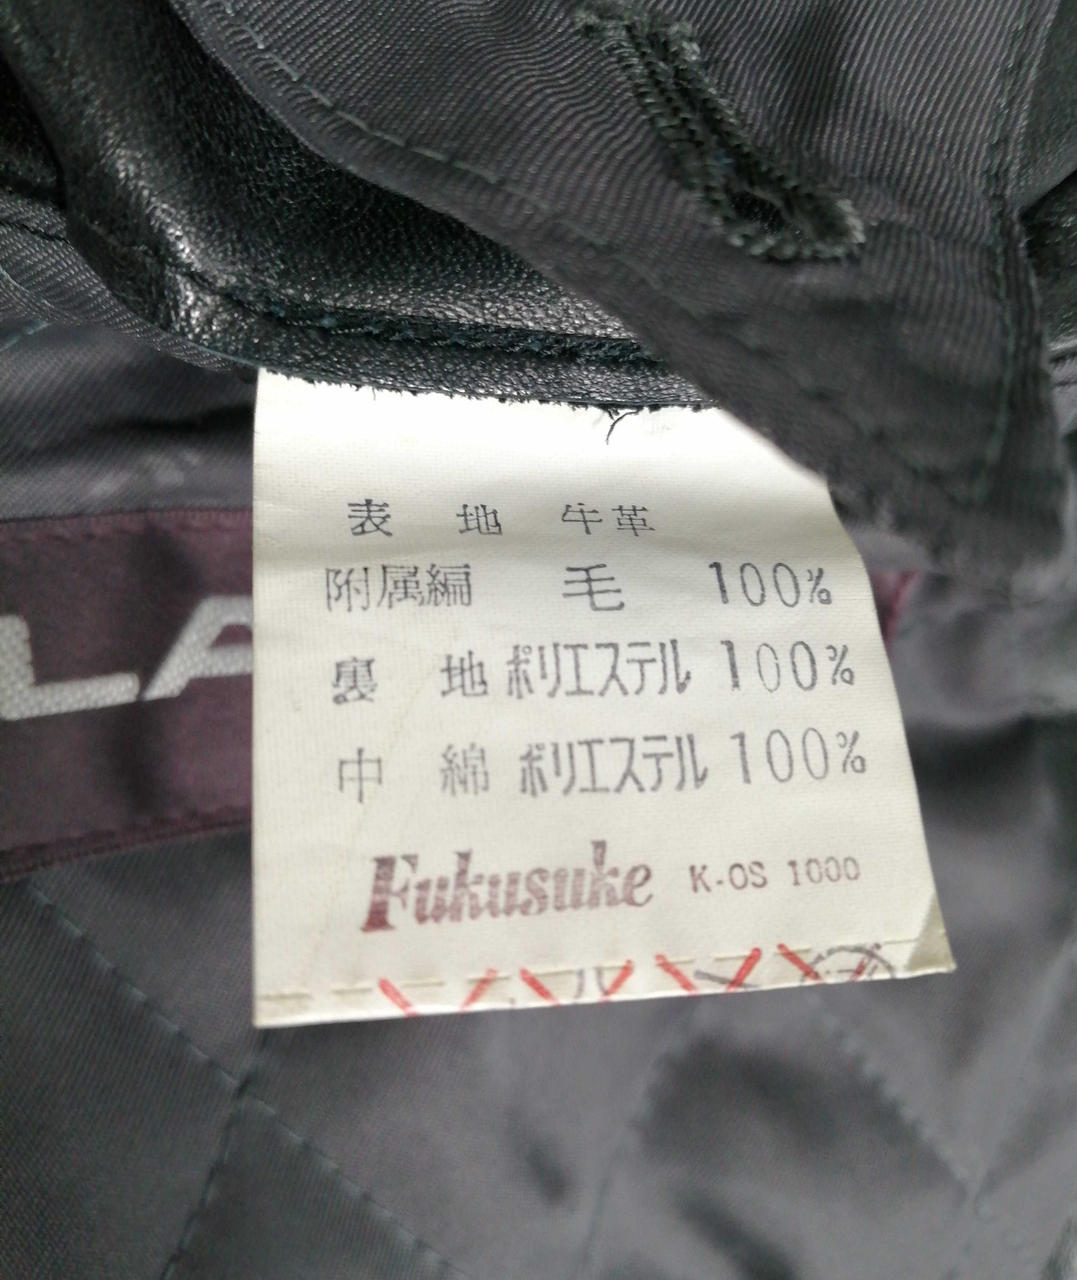 表 地 牛革
附属編 毛 100%
裏 地 ポリエステル 100%
中 綿 ポリエステル 100%
Fukusuke K-OS 1000
LA